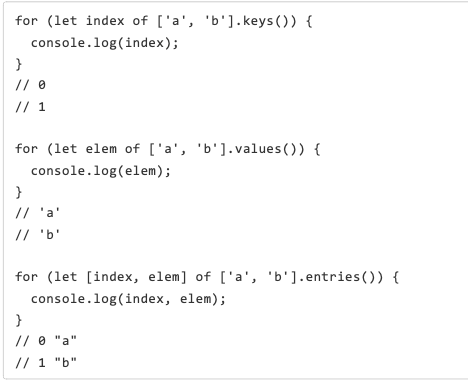 for (let index of ['a', 'b'].keys()) {
  console.log(index);
}
// 0
// 1

for (let elem of ['a', 'b'].values()) {
  console.log(elem);
}
// 'a'
// 'b'

for (let [index, elem] of ['a', 'b'].entries()) {
  console.log(index, elem);
}
// 0 "a"
// 1 "b"